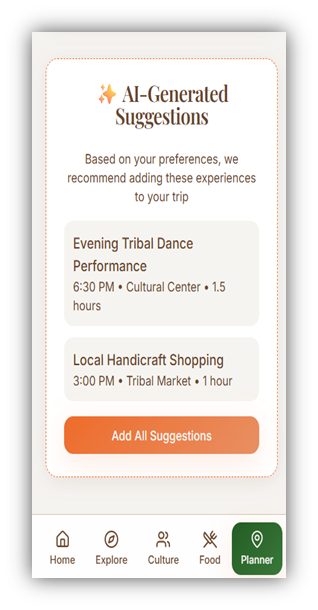 ✨ AI-Generated
Suggestions
Based on your preferences, we
recommend adding these experiences
to your trip
Evening Tribal Dance
Performance
6:30 PM • Cultural Center • 1.5
hours
Local Handicraft Shopping
3:00 PM • Tribal Market • 1 hour
Add All Suggestions
Home Explore Culture Food Planner